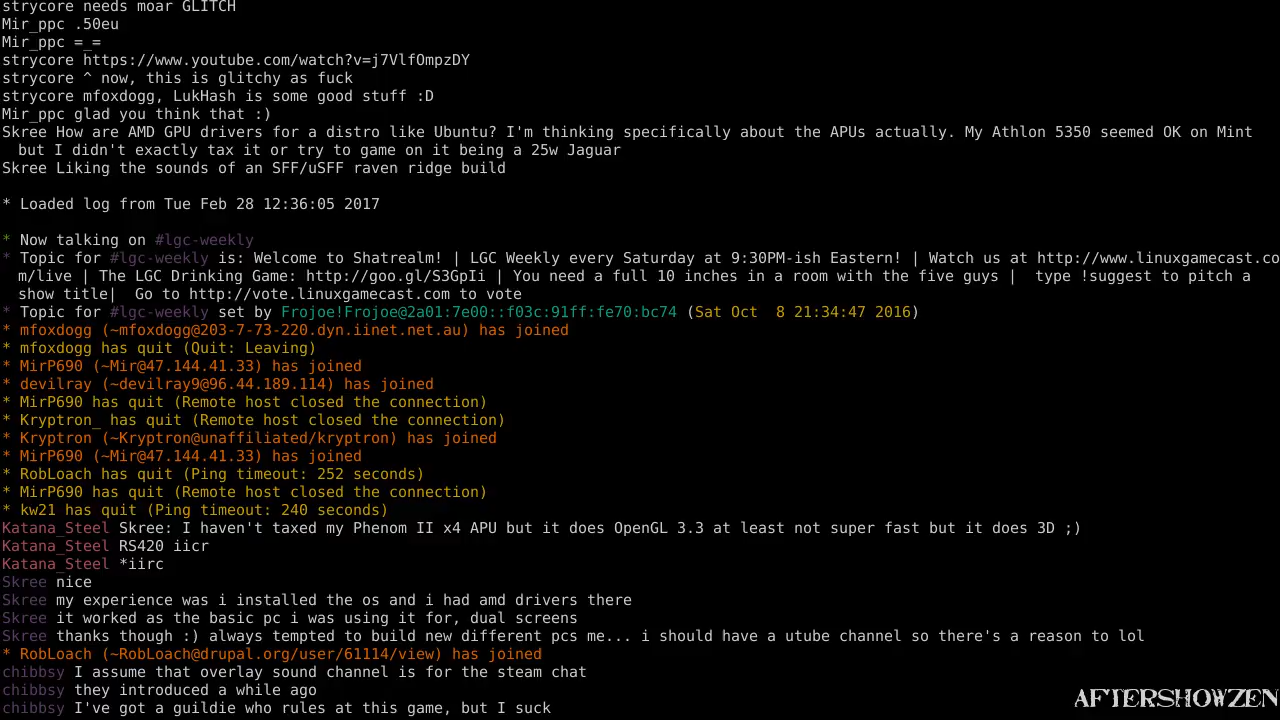 strycore needs moar GLITCH
Mir_ppc .50eu
Mir_ppc =_=
strycore https://www.youtube.com/watch?v=j7VlfOmpzDY
strycore ^ now, this is glitchy as fuck
strycore mfoxdogg, LukHash is some good stuff :D
Mir_ppc glad you think that :)
Skree How are AMD GPU drivers for a distro like Ubuntu? I'm thinking specifically about the APUs actually. My Athlon 5350 seemed OK on Mint
but I didn't exactly tax it or try to game on it being a 25w Jaguar
Skree Liking the sounds of an SFF/uSFF raven ridge build
* Loaded log from Tue Feb 28 12:36:05 2017
* Now talking on #lgc-weekly
* Topic for #lgc-weekly is: Welcome to Shatrealm! | LGC Weekly every Saturday at 9:30PM-ish Eastern! | Watch us at http://www.linuxgamecast.co
m/live | The LGC Drinking Game: http://goo.gl/S3GpIi | You need a full 10 inches in a room with the five guys |  type !suggest to pitch a
show title|  Go to http://vote.linuxgamecast.com to vote
* Topic for #lgc-weekly set by Frojoe!Frojoe@2a01:7e00::f03c:91ff:fe70:bc74 (Sat Oct  8 21:34:47 2016)
* mfoxdogg (~mfoxdogg@203-7-73-220.dyn.iinet.net.au) has joined
* mfoxdogg has quit (Quit: Leaving)
* MirP690 (~Mir@47.144.41.33) has joined
* devilray (~devilray9@96.44.189.114) has joined
* MirP690 has quit (Remote host closed the connection)
* Kryptron_ has quit (Remote host closed the connection)
* Kryptron (~Kryptron@unaffiliated/kryptron) has joined
* MirP690 (~Mir@47.144.41.33) has joined
* RobLoach has quit (Ping timeout: 252 seconds)
* MirP690 has quit (Remote host closed the connection)
* kw21 has quit (Ping timeout: 240 seconds)
Katana_Steel Skree: I haven't taxed my Phenom II x4 APU but it does OpenGL 3.3 at least not super fast but it does 3D ;)
Katana_Steel RS420 iicr
Katana_Steel *iirc
Skree nice
Skree my experience was i installed the os and i had amd drivers there
Skree it worked as the basic pc i was using it for, dual screens
Skree thanks though :) always tempted to build new different pcs me... i should have a utube channel so there's a reason to lol
* RobLoach (~RobLoach@drupal.org/user/61114/view) has joined
chibbsy I assume that overlay sound channel is for the steam chat
chibbsy they introduced a while ago
chibbsy I've got a guildie who rules at this game, but I suck
AFTERSHOWZEN